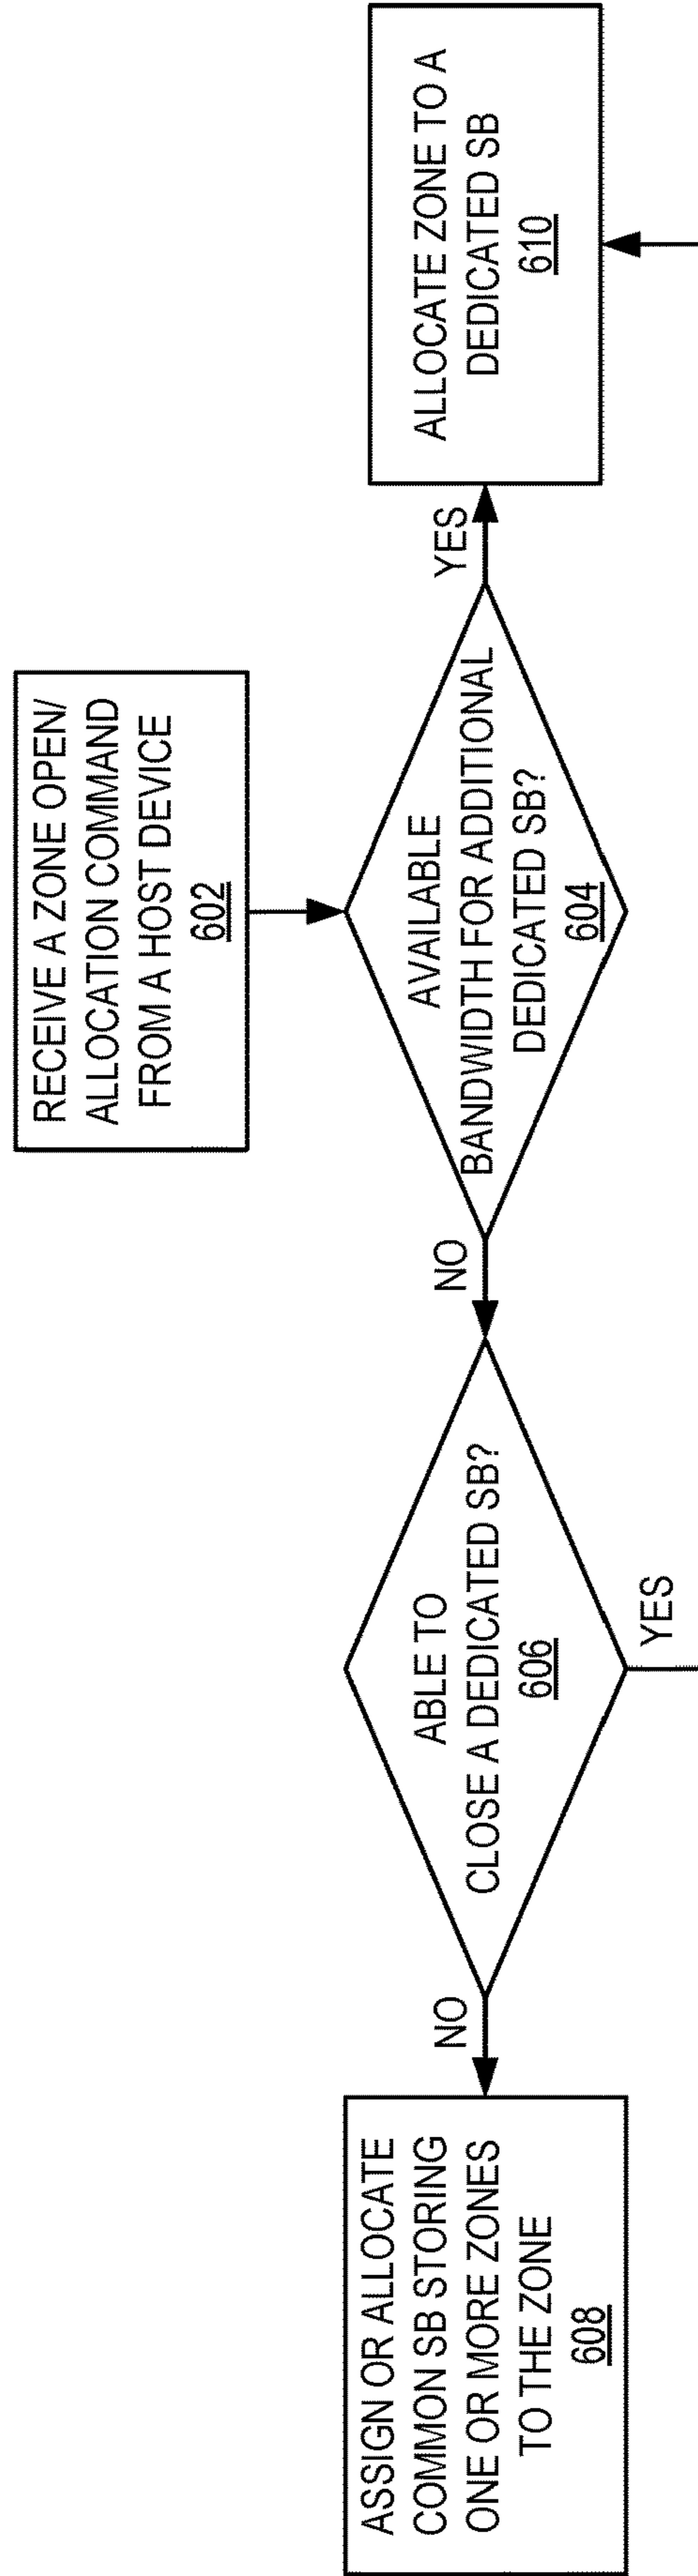 RECEIVE A ZONE OPEN/
ALLOCATION COMMAND
FROM A HOST DEVICE
602
AVAILABLE
BANDWIDTH FOR ADDITIONAL
DEDICATED SB?
604
YES
ALLOCATE ZONE TO A
DEDICATED SB
610
NO
ABLE TO
CLOSE A DEDICATED SB?
606
YES
NO
ASSIGN OR ALLOCATE
COMMON SB STORING
ONE OR MORE ZONES
TO THE ZONE
608